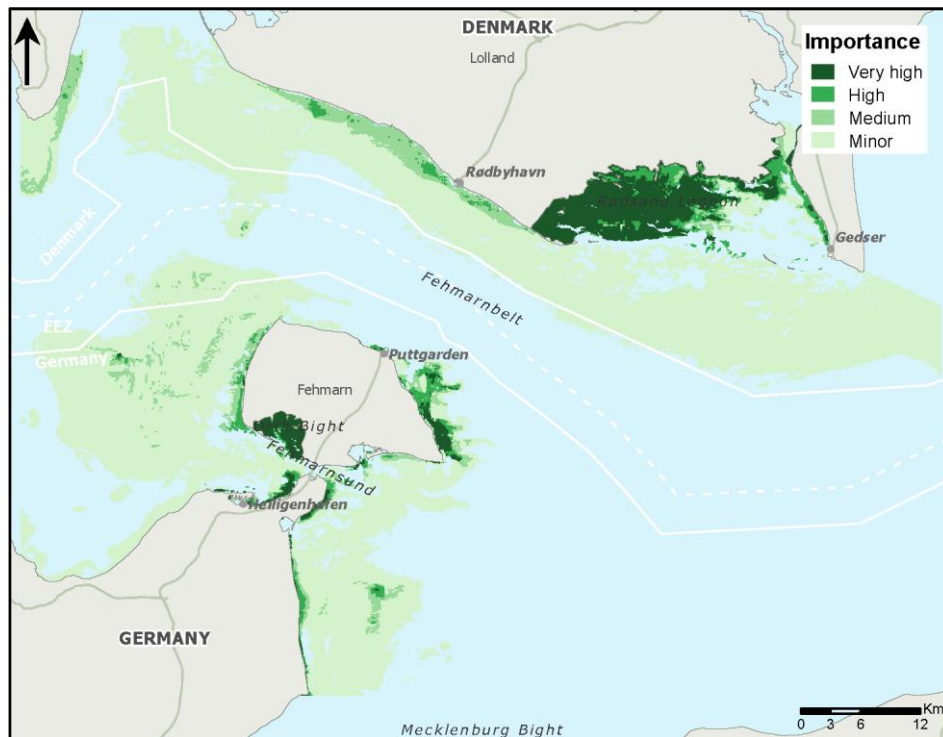 DENMARK
Lolland
Importance
Very high
High
Medium
Minor
Rødbyhavn
Rødsand Lagoon
Gedser
Denmark
Fehmarnbelt
EEZ
Germany
Puttgarden
Fehmarn
Bight
Fehmarnsund
Heiligenhafen
GERMANY
Mecklenburg Bight
Km
0 3 6 12